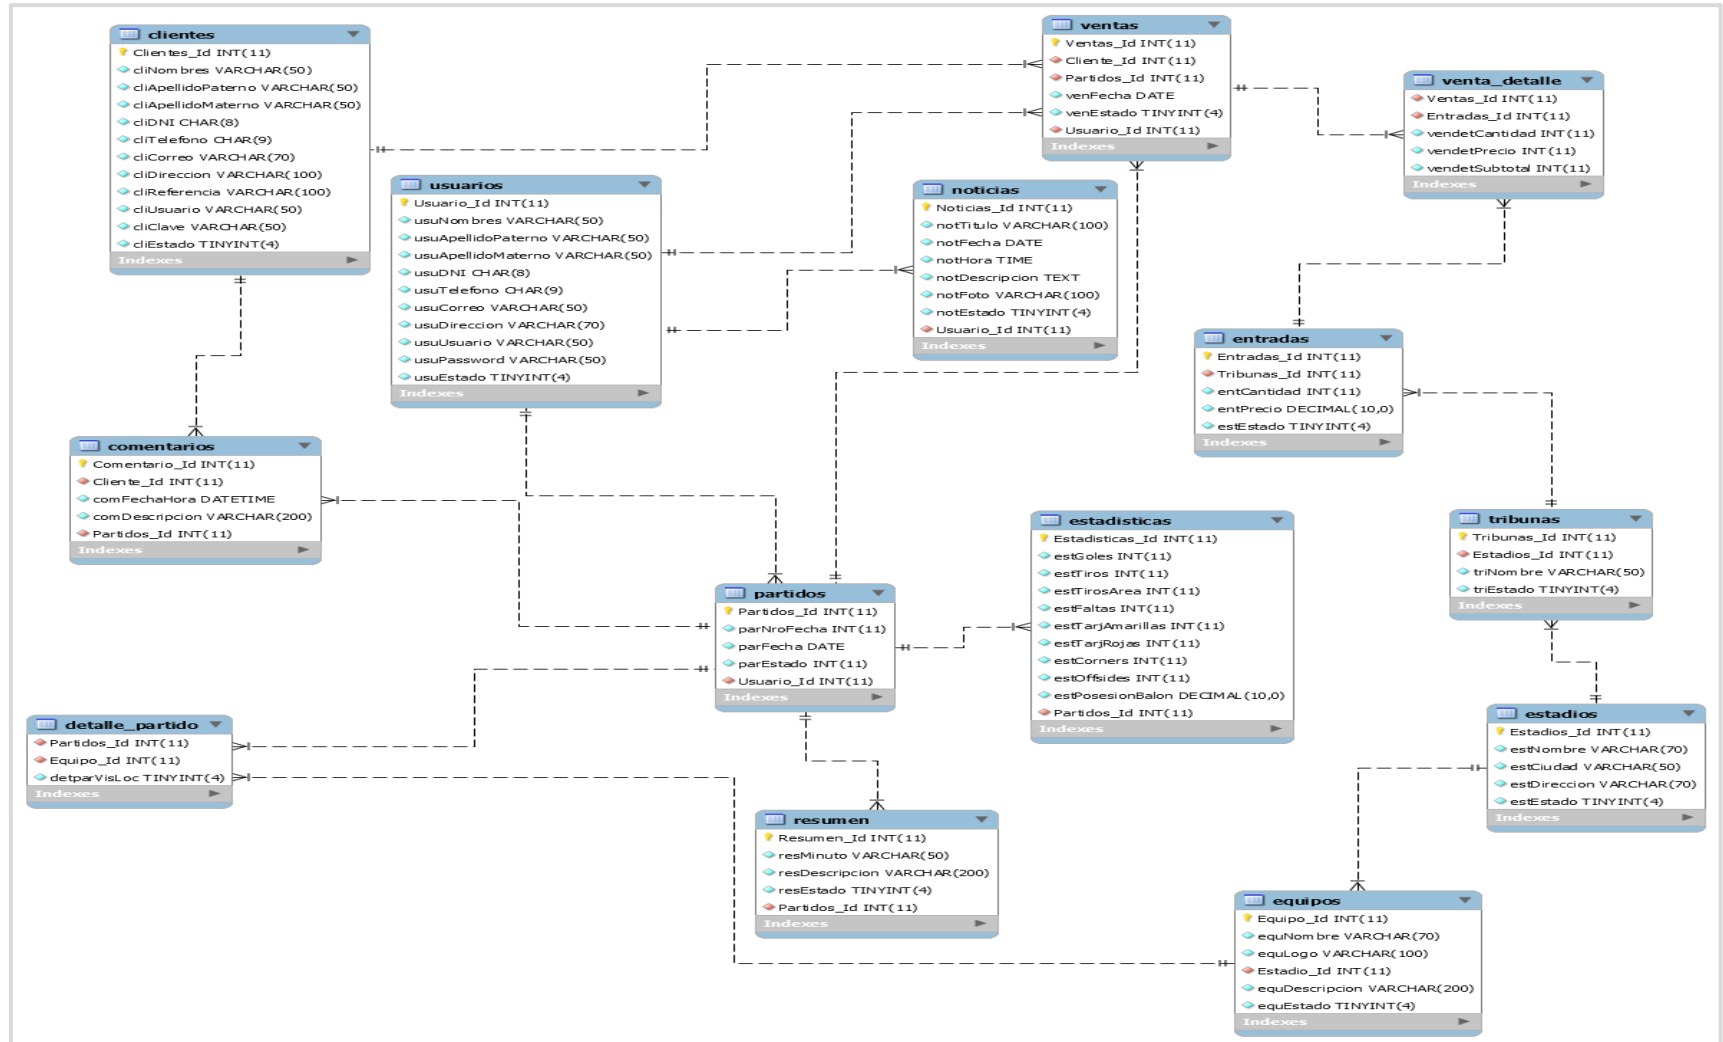 clientes
Clientes_Id INT(11)
cliNombres VARCHAR(50)
cliApellidoPaterno VARCHAR(50)
cliApellidoMaterno VARCHAR(50)
cliDNI CHAR(8)
cliTelefono CHAR(9)
cliCorreo VARCHAR(70)
cliDireccion VARCHAR(100)
cliReferencia VARCHAR(100)
cliUsuario VARCHAR(50)
cliClave VARCHAR(50)
cliEstado TINYINT(4)
Indexes
usuarios
Usuario_Id INT(11)
usuNombres VARCHAR(50)
usuApellidoPaterno VARCHAR(50)
usuApellidoMaterno VARCHAR(50)
usuDNI CHAR(8)
usuTelefono CHAR(9)
usuCorreo VARCHAR(50)
usuDireccion VARCHAR(70)
usuUsuario VARCHAR(50)
usuPassword VARCHAR(50)
usuEstado TINYINT(4)
Indexes
ventas
Ventas_Id INT(11)
Cliente_Id INT(11)
Partidos_Id INT(11)
venFecha DATE
venEstado TINYINT(4)
Usuario_Id INT(11)
Indexes
venta_detalle
Ventas_Id INT(11)
Entradas_Id INT(11)
vendetCantidad INT(11)
vendetPrecio INT(11)
vendetSubtotal INT(11)
Indexes
noticias
Noticias_Id INT(11)
notTitulo VARCHAR(100)
notFecha DATE
notHora TIME
notDescripcion TEXT
notFoto VARCHAR(100)
notEstado TINYINT(4)
Usuario_Id INT(11)
Indexes
entradas
Entradas_Id INT(11)
Tribunas_Id INT(11)
entCantidad INT(11)
entPrecio DECIMAL(10,0)
estEstado TINYINT(4)
Indexes
comentarios
Comentario_Id INT(11)
Cliente_Id INT(11)
comFechaHora DATETIME
comDescripcion VARCHAR(200)
Partidos_Id INT(11)
Indexes
estadisticas
Estadisticas_Id INT(11)
estGoles INT(11)
estTiros INT(11)
estTirosArea INT(11)
estFaltas INT(11)
estTarjAmarillas INT(11)
estTarjRojas INT(11)
estCorners INT(11)
estOffsides INT(11)
estPosesionBalon DECIMAL(10,0)
Partidos_Id INT(11)
Indexes
tribunas
Tribunas_Id INT(11)
Estadios_Id INT(11)
triNombre VARCHAR(50)
triEstado TINYINT(4)
Indexes
partidos
Partidos_Id INT(11)
parNroFecha INT(11)
parFecha DATE
parEstado INT(11)
Usuario_Id INT(11)
Indexes
detalle_partido
Partidos_Id INT(11)
Equipo_Id INT(11)
detparVisLoc TINYINT(4)
Indexes
estadios
Estadios_Id INT(11)
estNombre VARCHAR(70)
estCiudad VARCHAR(50)
estDireccion VARCHAR(70)
estEstado TINYINT(4)
Indexes
resumen
Resumen_Id INT(11)
resMinuto VARCHAR(50)
resDescripcion VARCHAR(200)
resEstado TINYINT(4)
Partidos_Id INT(11)
Indexes
equipos
Equipo_Id INT(11)
equNombre VARCHAR(70)
equLogo VARCHAR(100)
Estadio_Id INT(11)
equDescripcion VARCHAR(200)
equEstado TINYINT(4)
Indexes